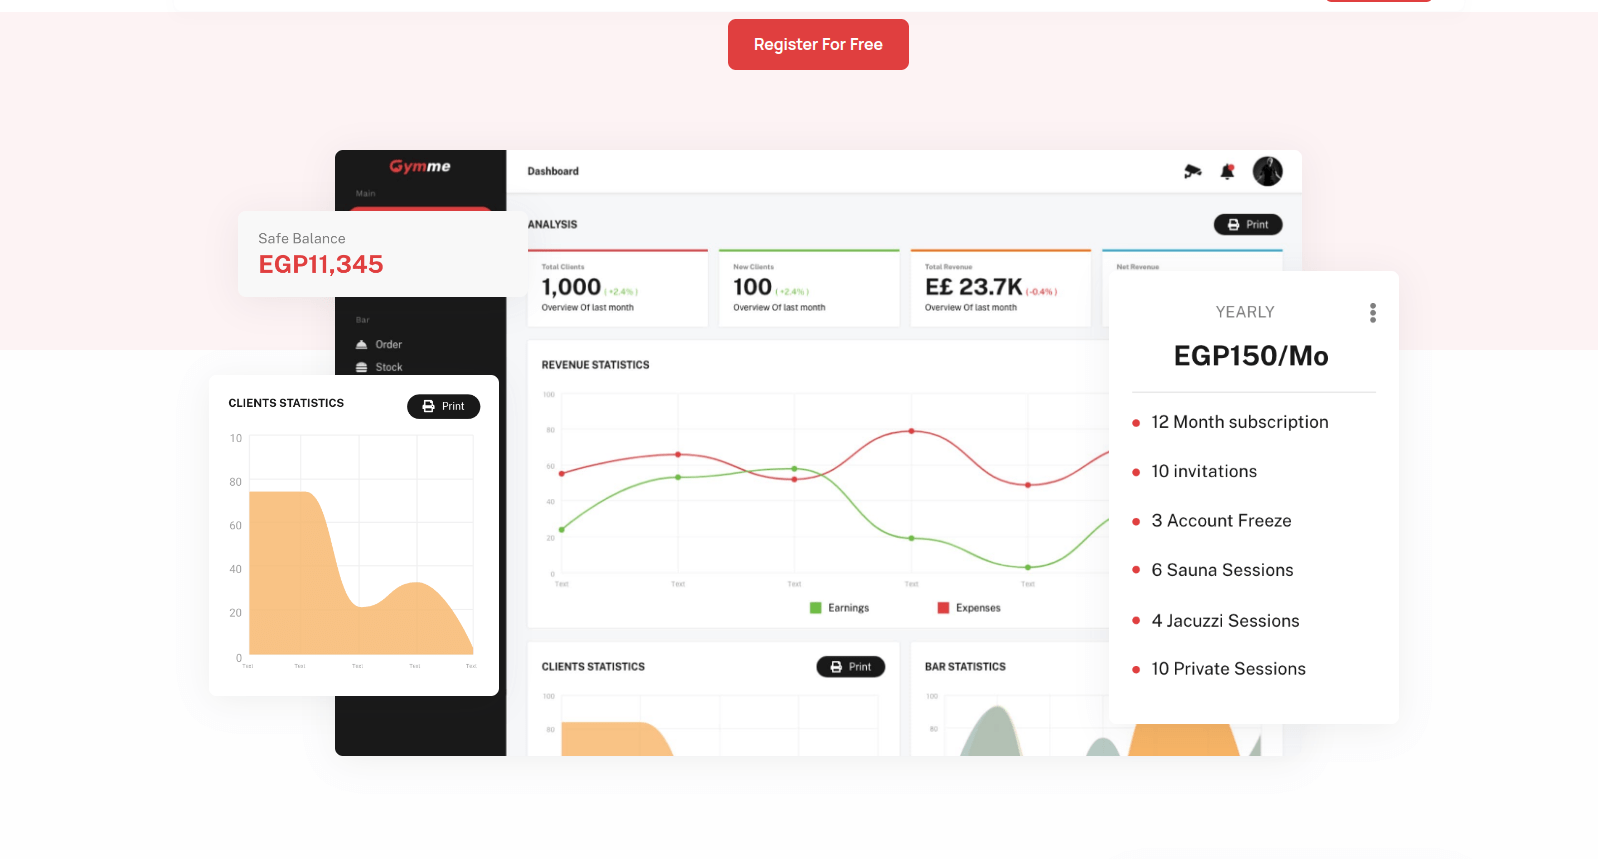 Register For Free
Gymme
Main
Dashboard
Safe Balance
EGP11,345
ANALYSIS
Print
Total Clients
1,000 (+2.4%)
Overview Of last month
New Clients
100 (+2.4%)
Overview Of last month
Total Revenue
E£ 23.7K (-0.4%)
Overview Of last month
Net Revenue
Bar
Order
Stock
CLIENTS STATISTICS
Print
10
80
60
40
20
0
Text
Text
Text
Text
Text
REVENUE STATISTICS
100
80
60
40
20
0
Text
Text
Text
Text
Text
Earnings
Expenses
YEARLY
EGP150/Mo
12 Month subscription
10 invitations
3 Account Freeze
6 Sauna Sessions
4 Jacuzzi Sessions
10 Private Sessions
CLIENTS STATISTICS
Print
100
80
BAR STATISTICS
100
80